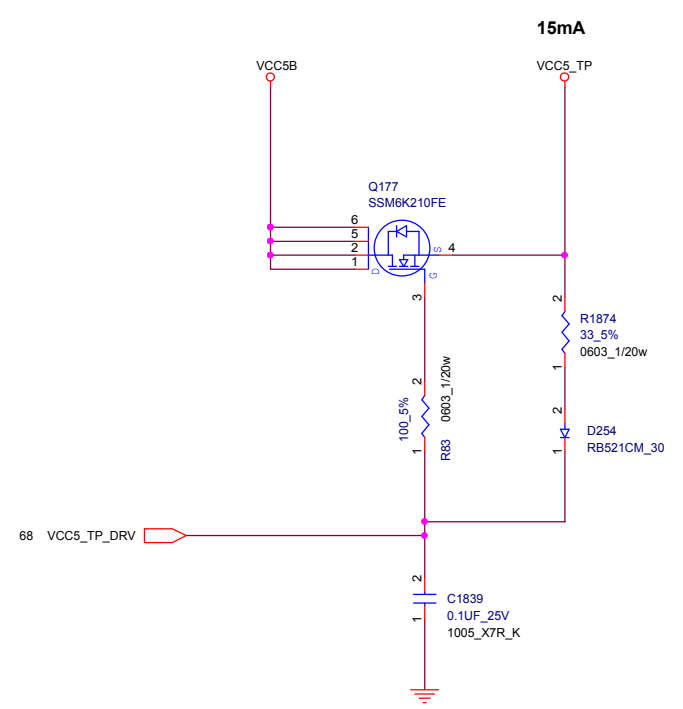 15mA
VCC5B
VCC5_TP
Q177
SSM6K210FE
6
5
2
1
D
S
G
4
3
2
R1874
33_5%
0603_1/20w
1
2
100_5%
0603_1/20w
1
R83
2
D254
RB521CM_30
1
68 VCC5_TP_DRV
2
C1839
0.1UF_25V
1005_X7R_K
1